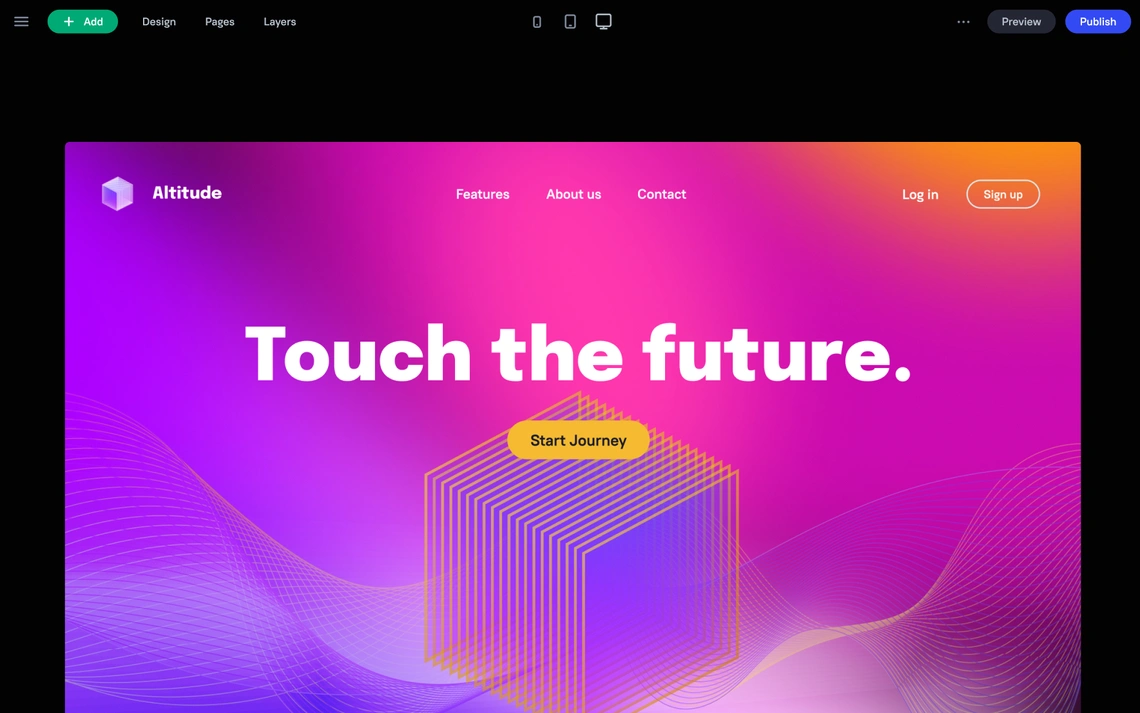 Add Design Pages Layers Preview Publish
Altitude Features About us Contact Log in Sign up
Touch the future.
Start Journey